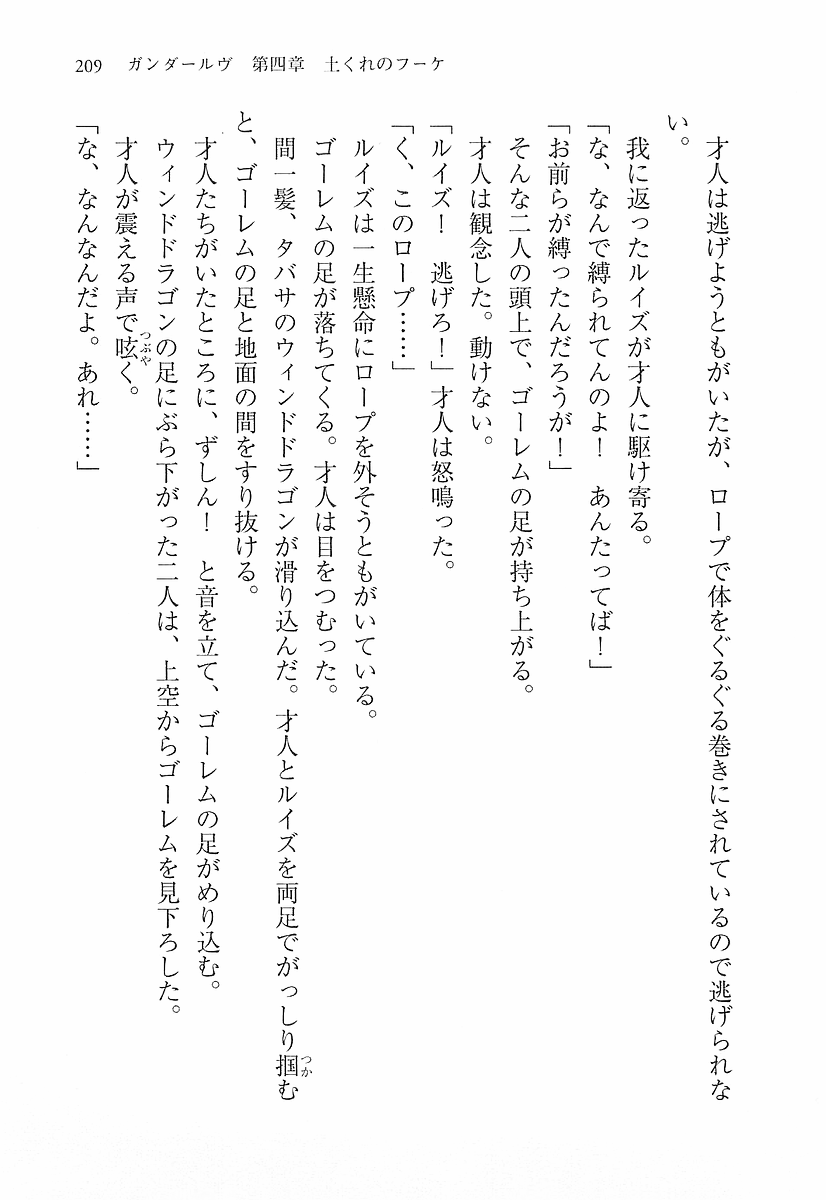 209　ガンダールヴ　第四章　土くれのフーケ
　才人は逃げようともがいたが、ロープで体をぐるぐる巻きにされているので逃げられな
い。
　我に返ったルイズが才人に駆け寄る。
「な、なんで縛られてんのよ！　あんたってば！」
「お前らが縛ったんだろうが！」
　そんな二人の頭上で、ゴーレムの足が持ち上がる。
　才人は観念した。動けない。
「ルイズ！　逃げろ！」才人は怒鳴った。
「く、このロープ……」
　ルイズは一生懸命にロープを外そうともがいている。
　ゴーレムの足が落ちてくる。才人は目をつむった。
　間一髪、タバサのウィンドドラゴンが滑り込んだ。才人とルイズを両足でがっしり掴（つか）む
と、ゴーレムの足と地面の間をすり抜ける。
　才人たちがいたところに、ずしん！　と音を立て、ゴーレムの足がめり込む。
　ウィンドドラゴンの足にぶら下がった二人は、上空からゴーレムを見下ろした。
　才人が震える声で呟（つぶや）く。
「な、なんなんだよ。あれ……」